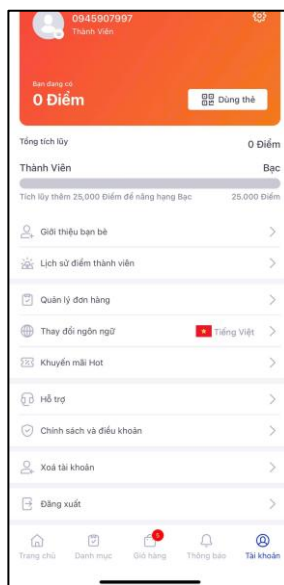 0945907997
Thành Viên
Bạn đang có
0 Điểm
Dùng thẻ
Tổng tích lũy
0 Điểm
Thành Viên
Bạc
Tích lũy thêm 25,000 Điểm để nâng hạng Bạc
25.000 Điểm
Giới thiệu bạn bè
Lịch sử điểm thành viên
Quản lý đơn hàng
Thay đổi ngôn ngữ
Tiếng Việt
Khuyến mãi Hot
Hỗ trợ
Chính sách và điều khoản
Xoá tài khoản
Đăng xuất
5
Trang chủ
Danh mục
Giỏ hàng
Thông báo
Tài khoản